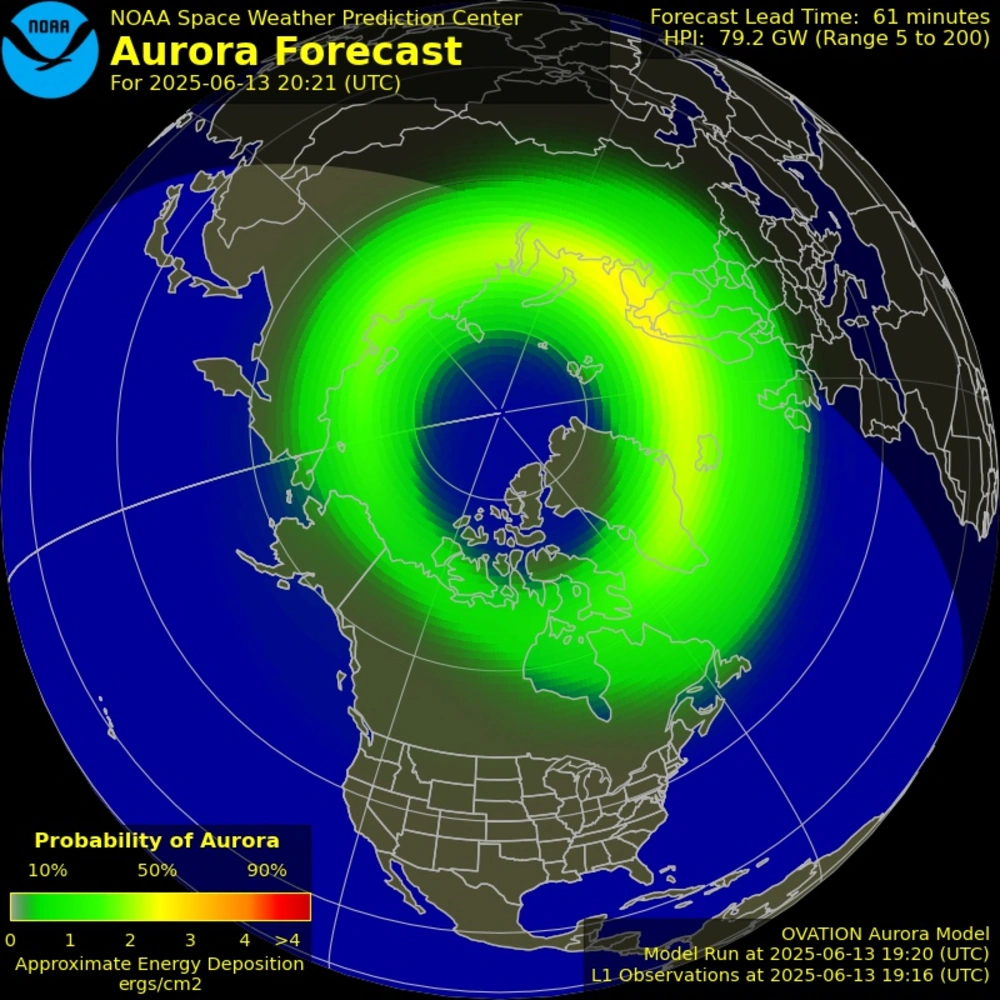 NOAA
NOAA Space Weather Prediction Center
Aurora Forecast
For 2025-06-13 20:21 (UTC)
Forecast Lead Time: 61 minutes
HPI: 79.2 GW (Range 5 to 200)
Probability of Aurora
10% 50% 90%
0 1 2 3 4 >4
Approximate Energy Deposition
ergs/cm2
OVATION Aurora Model
Model Run at 2025-06-13 19:20 (UTC)
L1 Observations at 2025-06-13 19:16 (UTC)